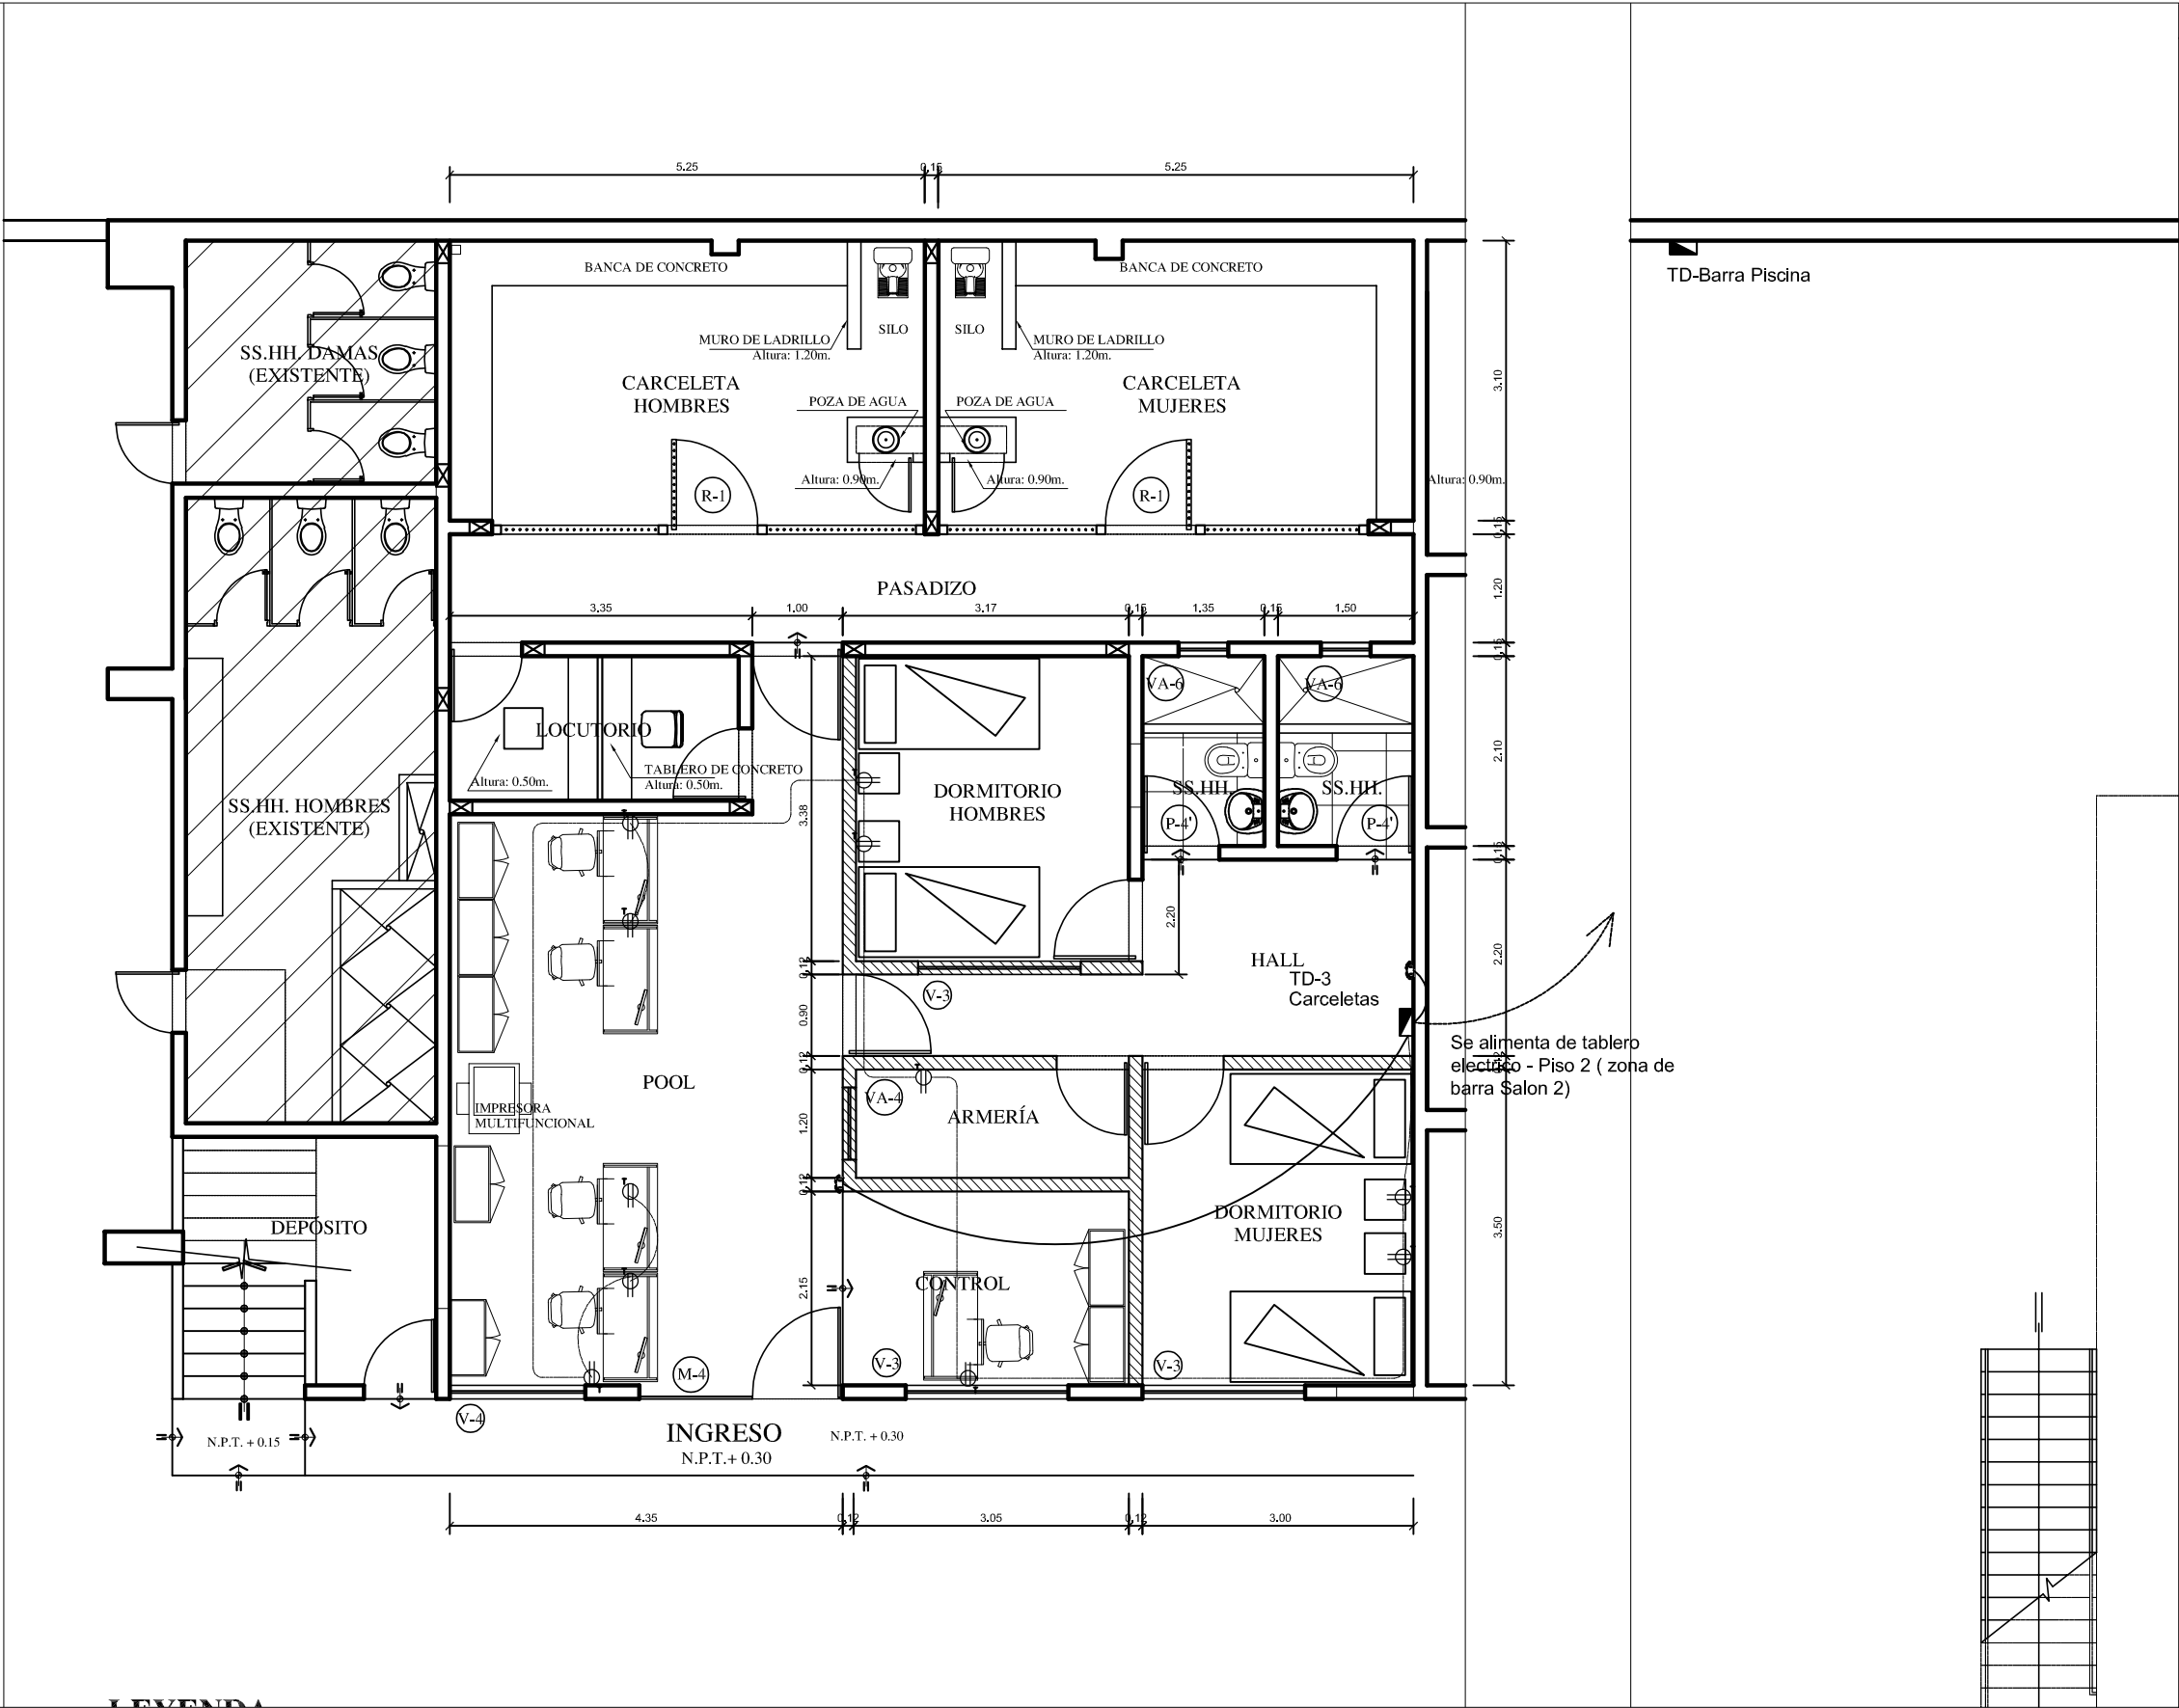 5.25
0.15
5.25
TD-Barra Piscina
BANCA DE CONCRETO
BANCA DE CONCRETO
SILO
SILO
MURO DE LADRILLO
Altura: 1.20m.
MURO DE LADRILLO
Altura: 1.20m.
SS.HH. DAMAS
(EXISTENTE)
CARCELETA
HOMBRES
CARCELETA
MUJERES
3.10
POZA DE AGUA
POZA DE AGUA
Altura: 0.90m.
Altura: 0.90m.
Altura: 0.90m.
R-1
R-1
0.15
PASADIZO
1.20
3.35
1.00
3.17
0.15
1.35
0.15
1.50
0.15
VA-6
VA-6
LOCUTORIO
TABLERO DE CONCRETO
Altura: 0.50m.
Altura: 0.50m.
2.10
DORMITORIO
HOMBRES
SS.HH.
SS.HH.
P-4'
P-4'
3.38
SS.HH. HOMBRES
(EXISTENTE)
0.15
2.20
2.20
HALL
TD-3
Carceletas
0.12
V-3
0.90
Se alimenta de tablero
electrico - Piso 2 ( zona de
barra Salon 2)
0.12
POOL
VA-4
ARMERÍA
IMPRESORA
MULTIFUNCIONAL
1.20
0.12
DEPÓSITO
DORMITORIO
MUJERES
3.50
CONTROL
2.15
V-3
V-3
M-4
V-4
INGRESO
N.P.T.+ 0.30
N.P.T. + 0.30
N.P.T. + 0.15
4.35
0.12
3.05
0.12
3.00
LEYENDA